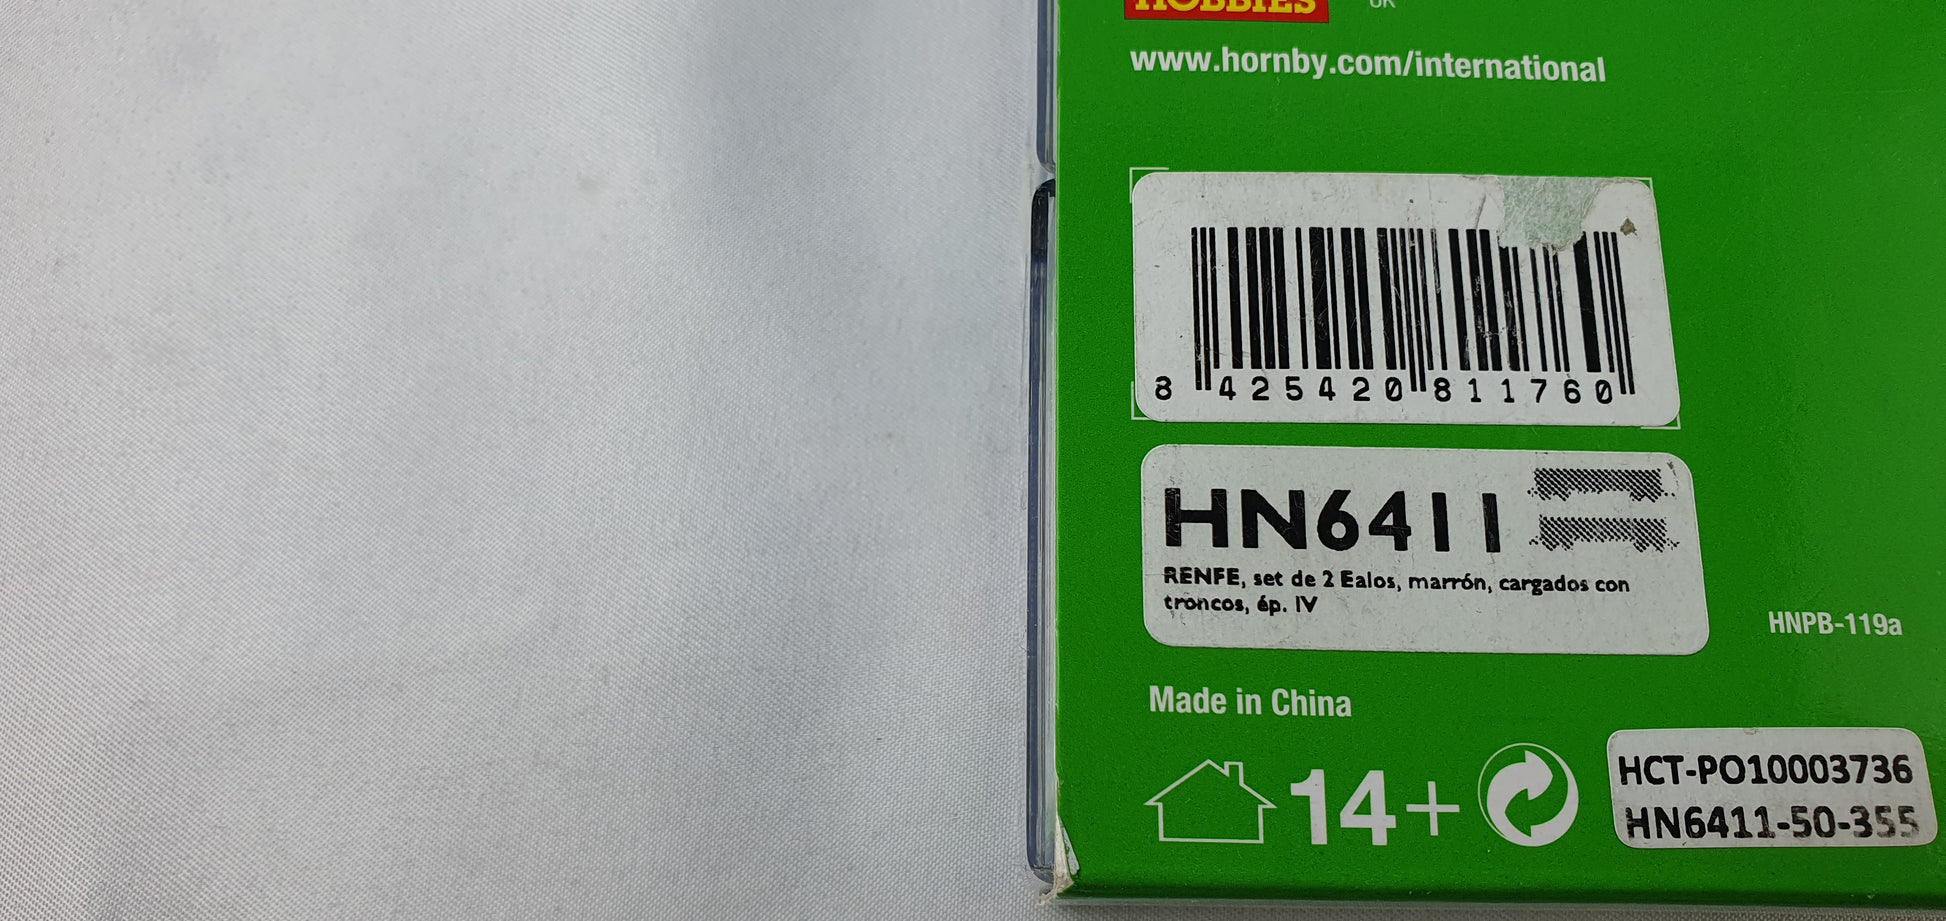 HOBBIES
UK
www.hornby.com/international
8 425420 811760
HN6411
RENFE, set de 2 Ealos, marrón, cargados con
troncos, ép. IV
HNPB-119a
Made in China
14+
HCT-PO10003736
HN6411-50-355